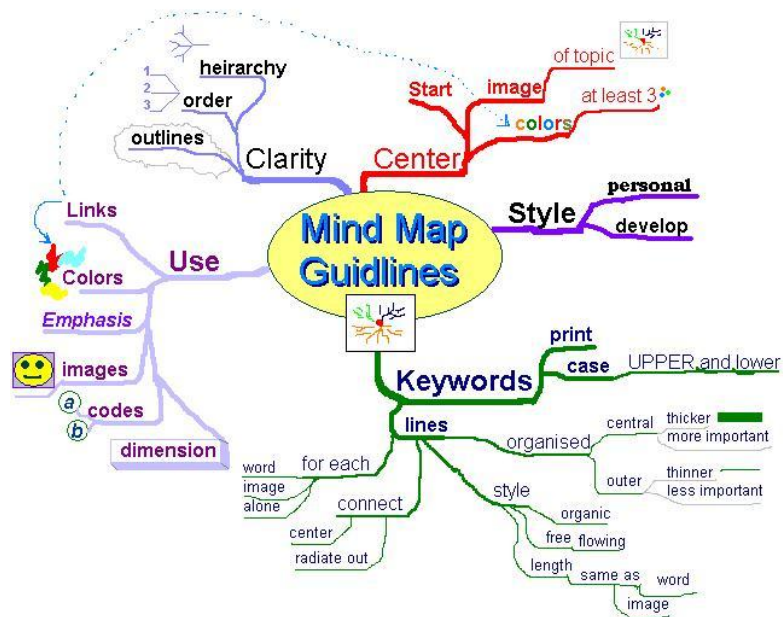 Mind Map
Guidlines
Center
Start
image
of topic
colors
at least 3
Style
personal
develop
Keywords
print
case
UPPER and lower
lines
organised
central
thicker
more important
outer
thinner
less important
style
organic
free flowing
length
same as
word
image
connect
center
radiate out
for each
word
image
alone
Use
Links
Colors
Emphasis
images
codes
a
b
dimension
Clarity
heirarchy
order
1
2
3
outlines